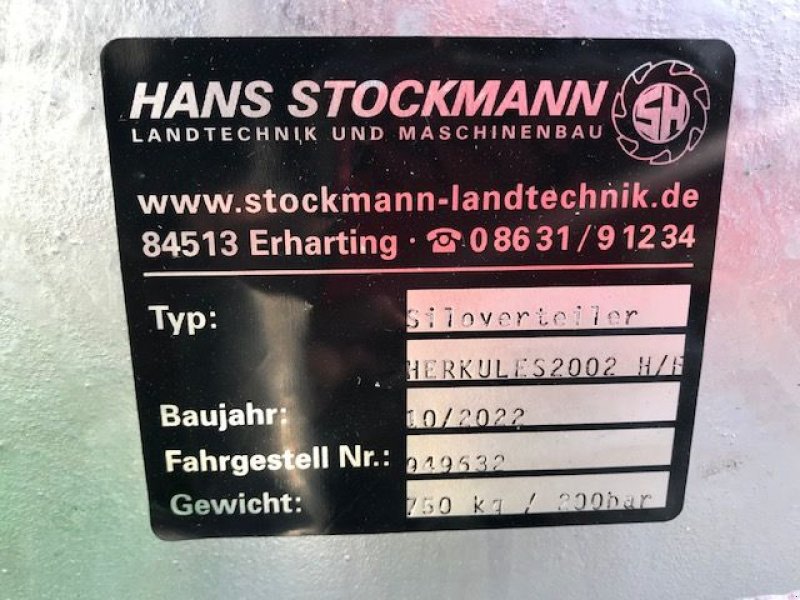 HANS STOCKMANN SH
LANDTECHNIK UND MASCHINENBAU
www.stockmann-landtechnik.de
84513 Erharting · ☎ 08631/91234
Typ: Siloverteiler
HERKULES2002 H/H
Baujahr: 10/2022
Fahrgestell Nr.: 049632
Gewicht: 750 kg / 200bar